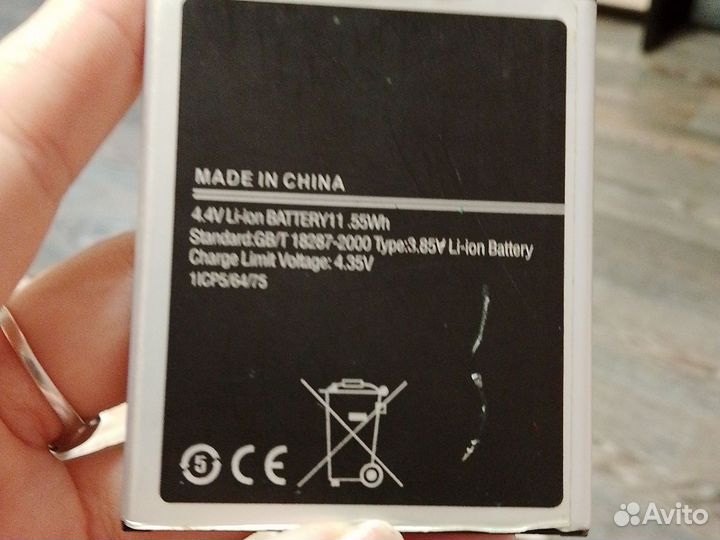 MADE IN CHINA
4.4V Li-ion BATTERY11 .55Wh
Standard:GB/T 18287-2000 Type:3.85V Li-ion Battery
Charge Limit Voltage: 4.35V
1ICP5/64/75
5 CE
Avito